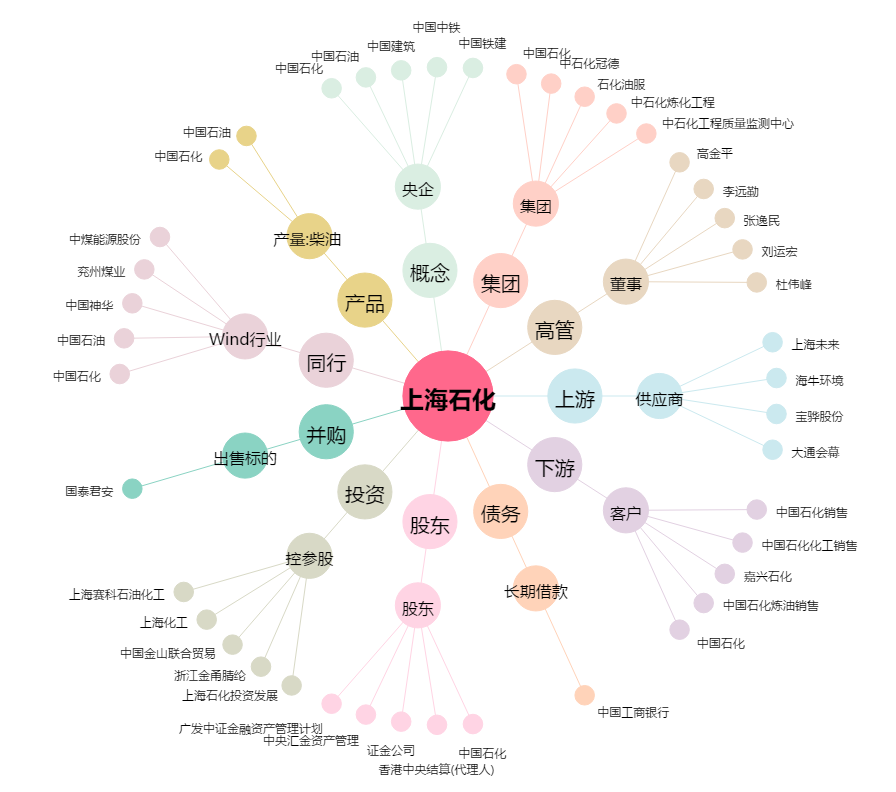 中国中铁
中国建筑
中国铁建
中国石油
中国石化
中国石化
中石化冠德
石化油服
中石化炼化工程
中石化工程质量监测中心
中国石油
中国石化
央企
集团
高金平
李远勤
张逸民
刘运宏
杜伟峰
产量:柴油
概念
集团
董事
中煤能源股份
兖州煤业
中国神华
中国石油
中国石化
产品
高管
Wind行业
同行
上海石化
上游
供应商
上海未来
海牛环境
宝骅股份
大通会幕
并购
出售标的
国泰君安
下游
客户
中国石化销售
中国石化化工销售
嘉兴石化
中国石化炼油销售
中国石化
投资
股东
债务
控参股
长期借款
股东
上海赛科石油化工
上海化工
中国金山联合贸易
浙江金甬腈纶
上海石化投资发展
广发中证金融资产管理计划
中央汇金资产管理
证金公司
香港中央结算(代理人)
中国石化
中国工商银行